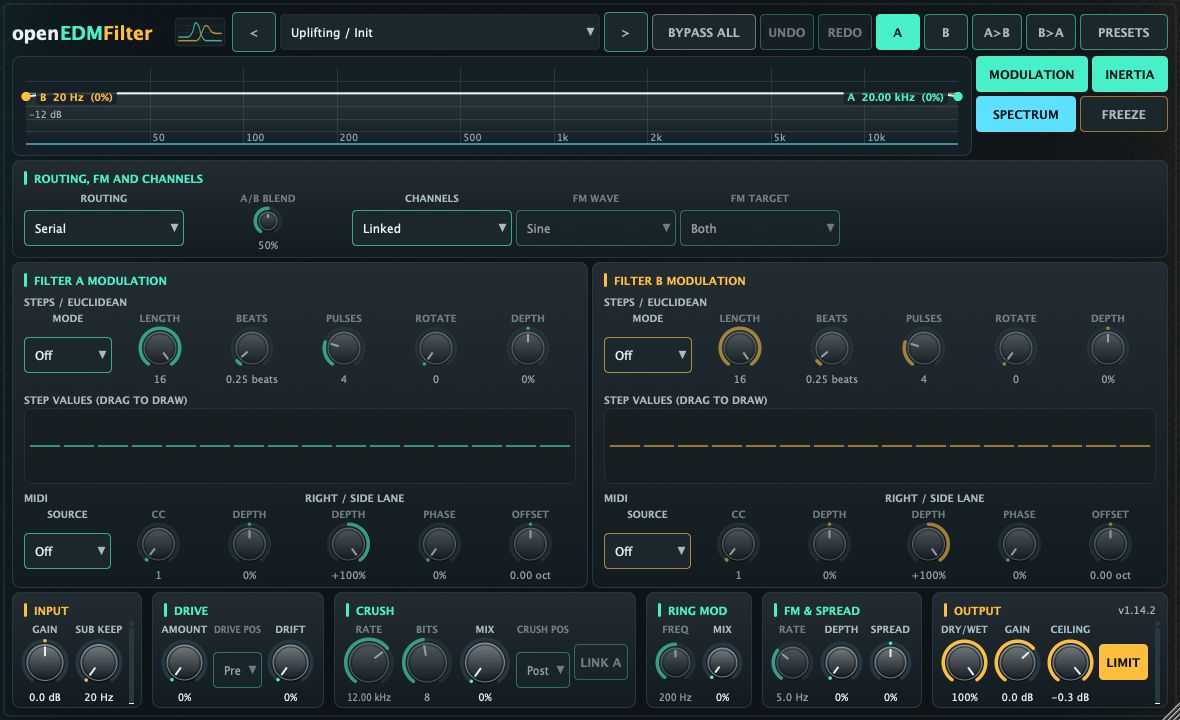 openEDMFilter < Uplifting / Init > BYPASS ALL UNDO REDO A B A>B B>A PRESETS
MODULATION INERTIA
B 20 Hz (0%) A 20.00 kHz (0%)
−12 dB
SPECTRUM FREEZE
50 100 200 500 1k 2k 5k 10k
ROUTING, FM AND CHANNELS
ROUTING A/B BLEND CHANNELS FM WAVE FM TARGET
Serial Linked Sine Both
50%
FILTER A MODULATION
STEPS / EUCLIDEAN
MODE LENGTH BEATS PULSES ROTATE DEPTH
Off
16 0.25 beats 4 0 0%
STEP VALUES (DRAG TO DRAW)
MIDI RIGHT / SIDE LANE
SOURCE CC DEPTH DEPTH PHASE OFFSET
Off
1 0% +100% 0% 0.00 oct
FILTER B MODULATION
STEPS / EUCLIDEAN
MODE LENGTH BEATS PULSES ROTATE DEPTH
Off
16 0.25 beats 4 0 0%
STEP VALUES (DRAG TO DRAW)
MIDI RIGHT / SIDE LANE
SOURCE CC DEPTH DEPTH PHASE OFFSET
Off
1 0% +100% 0% 0.00 oct
INPUT
GAIN SUB KEEP
0.0 dB 20 Hz
DRIVE
AMOUNT DRIVE POS DRIFT
Pre
0% 0%
CRUSH
RATE BITS MIX CRUSH POS
Post LINK A
12.00 kHz 8 0%
RING MOD
FREQ MIX
200 Hz 0%
FM & SPREAD
RATE DEPTH SPREAD
5.0 Hz 0% 0%
OUTPUT v1.14.2
DRY/WET GAIN CEILING
LIMIT
100% 0.0 dB −0.3 dB